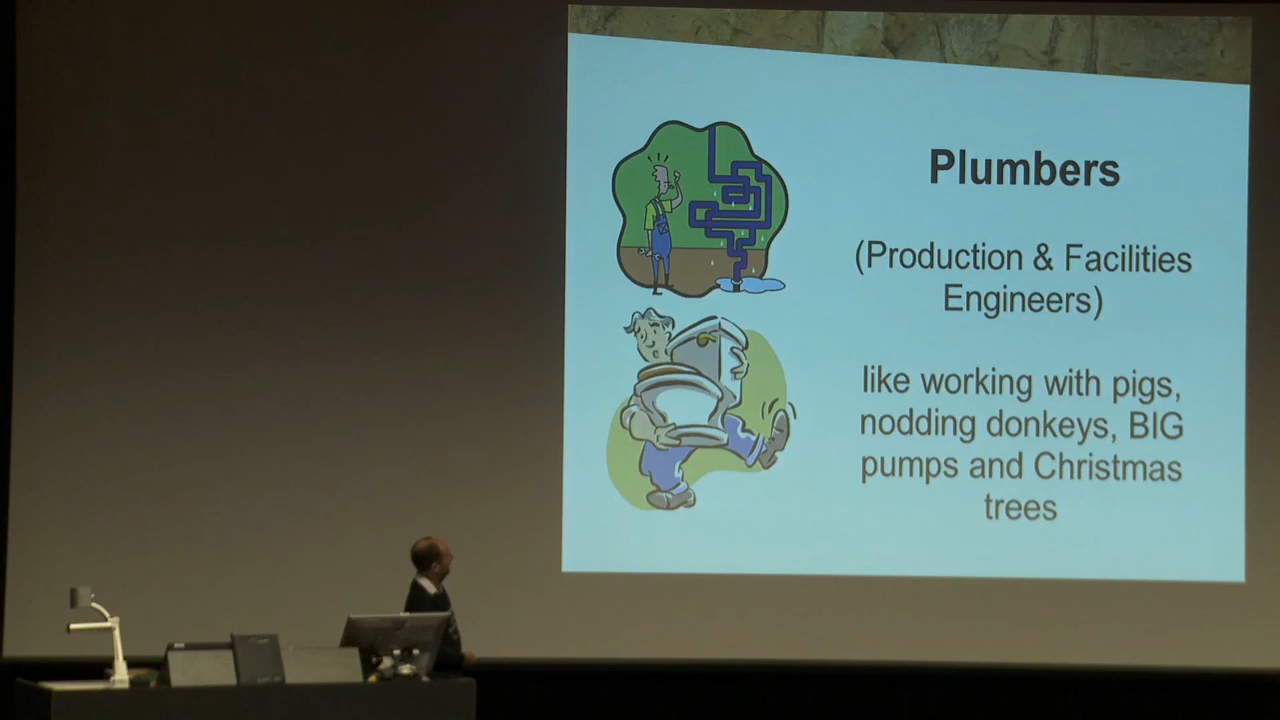 Plumbers
(Production & Facilities
Engineers)
like working with pigs,
nodding donkeys, BIG
pumps and Christmas
trees